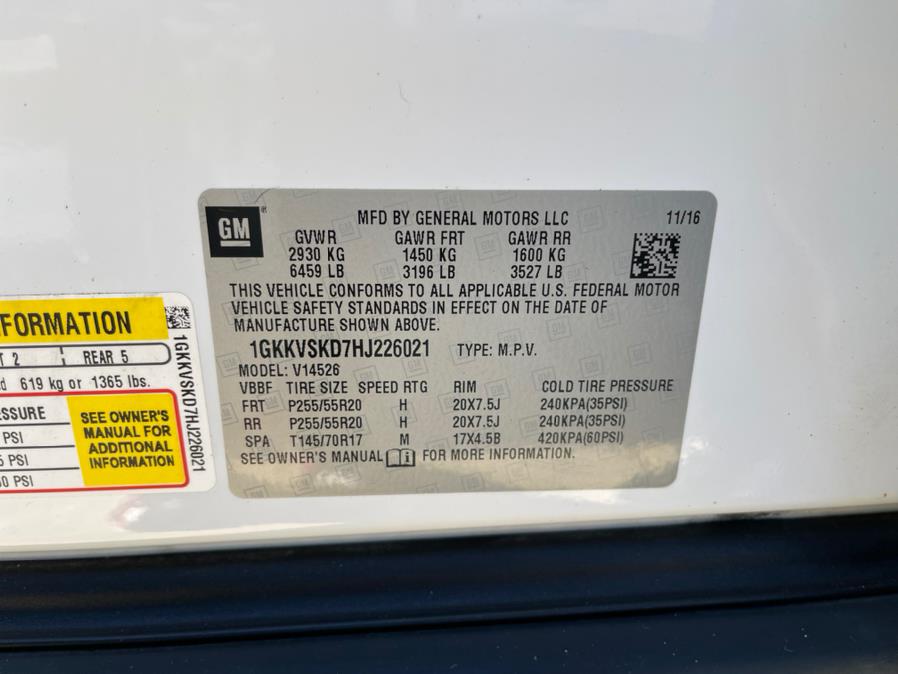 GM
MFD BY GENERAL MOTORS LLC 11/16
GVWR GAWR FRT GAWR RR
2930 KG 1450 KG 1600 KG
6459 LB 3196 LB 3527 LB
THIS VEHICLE CONFORMS TO ALL APPLICABLE U.S. FEDERAL MOTOR
VEHICLE SAFETY STANDARDS IN EFFECT ON THE DATE OF
MANUFACTURE SHOWN ABOVE.
1GKKVSKD7HJ226021 TYPE: M.P.V.
MODEL: V14526
VBBF TIRE SIZE SPEED RTG RIM COLD TIRE PRESSURE
FRT P255/55R20 H 20X7.5J 240KPA(35PSI)
RR P255/55R20 H 20X7.5J 240KPA(35PSI)
SPA T145/70R17 M 17X4.5B 420KPA(60PSI)
SEE OWNER'S MANUAL FOR MORE INFORMATION.
FORMATION
2 REAR 5
619 kg or 1365 lbs.
PSI
PSI
PSI
SEE OWNER'S
MANUAL FOR
ADDITIONAL
INFORMATION
1GKKVSKD7HJ226021